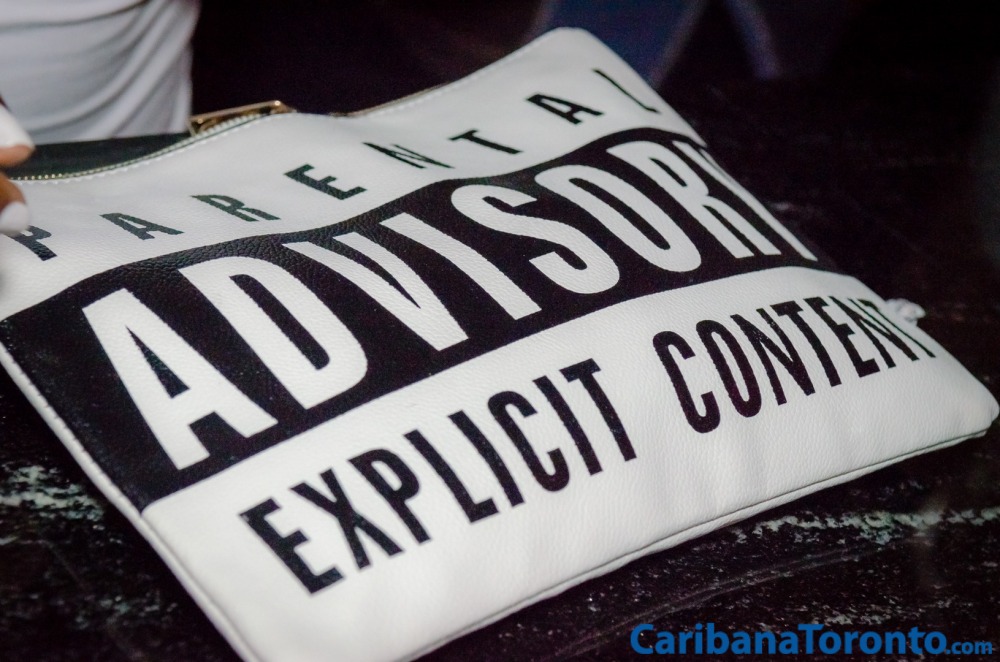 PARENTAL
ADVISORY
EXPLICIT CONTENT
CaribanaToronto.com